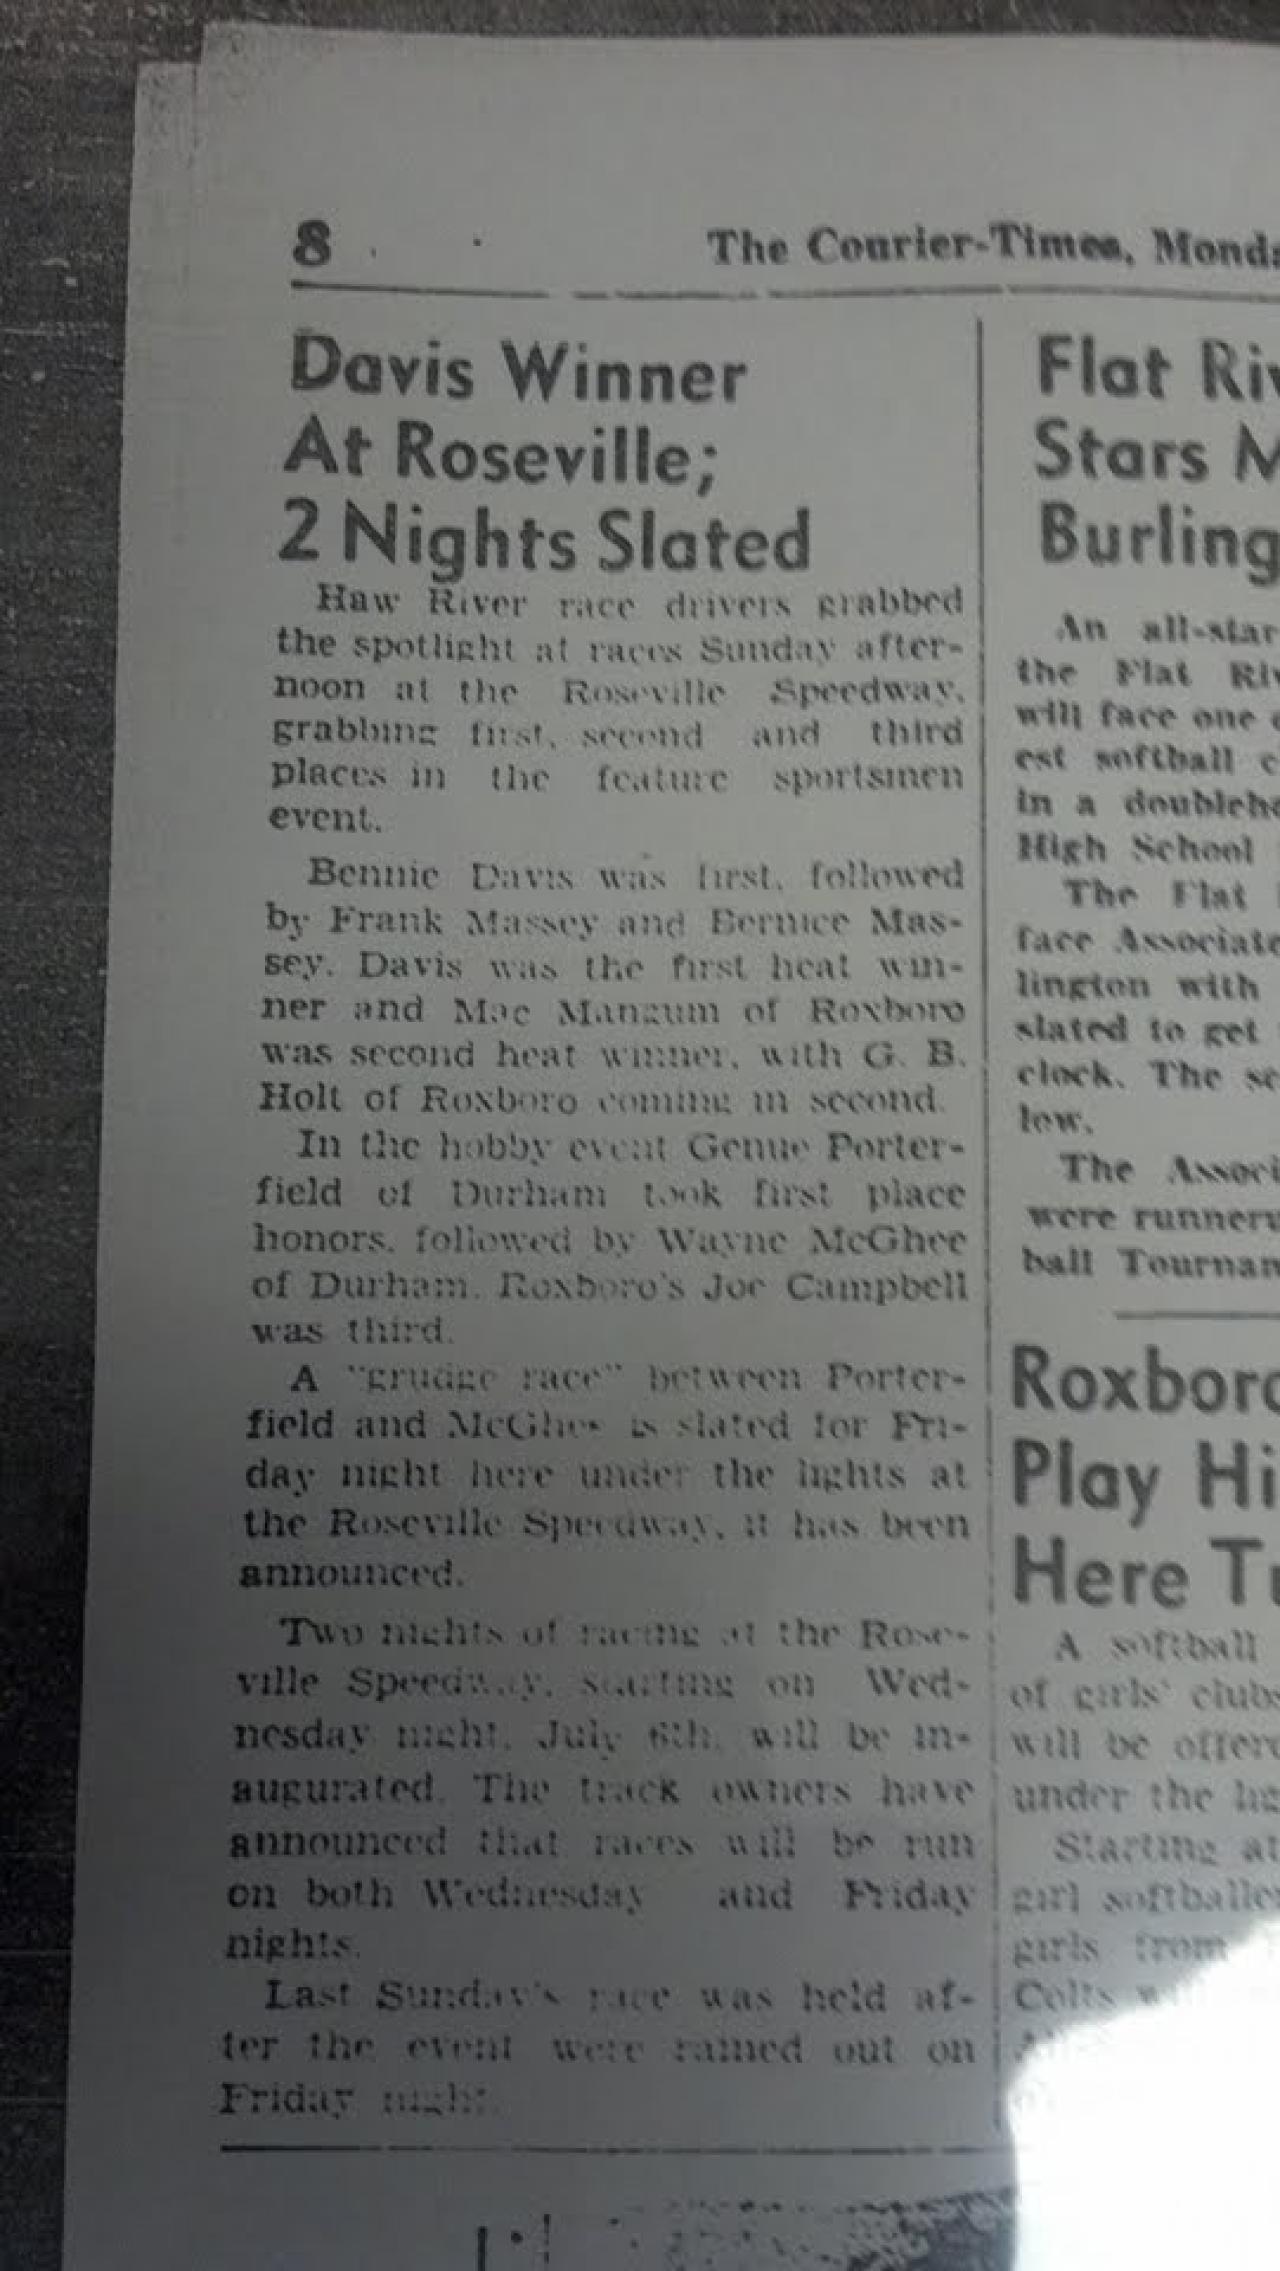 8
The Courier-Times, Monda
Davis Winner
At Roseville;
2 Nights Slated
Haw River race drivers grabbed
the spotlight at races Sunday after-
noon at the Roseville Speedway,
grabbing first, second and third
places in the feature sportsmen
event.
Bennie Davis was first, followed
by Frank Massey and Bernice Mas-
sey. Davis was the first heat win-
ner and Mac Mangum of Roxboro
was second heat winner, with G. B.
Holt of Roxboro coming in second.
In the hobby event Genue Porter-
field of Durham took first place
honors, followed by Wayne McGhee
of Durham. Roxboro's Joe Campbell
was third.
A "grudge race" between Porter-
field and McGhee is slated for Fri-
day night here under the lights at
the Roseville Speedway, it has been
announced.
Two nights of racing at the Rose-
ville Speedway, starting on Wed-
nesday night, July 6th, will be in-
augurated. The track owners have
announced that races will be run
on both Wednesday and Friday
nights.
Last Sunday's race was held af-
ter the event were rained out on
Friday night.
Flat Riv
Stars M
Burling
An all-star
the Flat Riv
will face one
est softball c
in a doublehe
High School
The Flat
face Associate
lington with
slated to get
clock. The se
low.
The Associ
were runneru
ball Tournam
Roxboro
Play Hi
Here Tu
A softball
of girls' clubs
will be offere
under the lig
Starting at
girl softballe
girls from
Colts